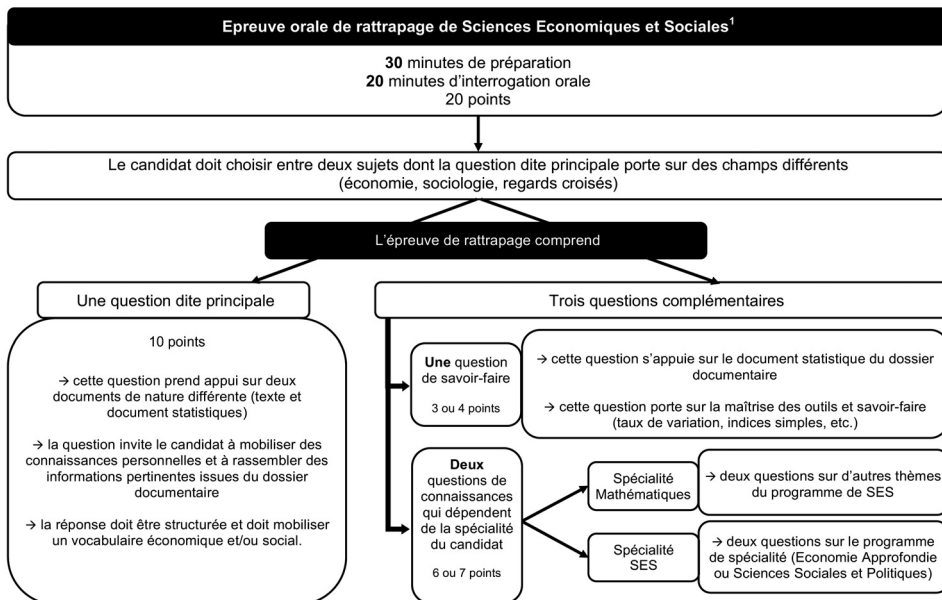 Epreuve orale de rattrapage de Sciences Economiques et Sociales¹
30 minutes de préparation
20 minutes d'interrogation orale
20 points
Le candidat doit choisir entre deux sujets dont la question dite principale porte sur des champs différents
(économie, sociologie, regards croisés)
L'épreuve de rattrapage comprend
Une question dite principale
10 points
→ cette question prend appui sur deux
documents de nature différente (texte et
document statistiques)
→ la question invite le candidat à mobiliser des
connaissances personnelles et à rassembler des
informations pertinentes issues du dossier
documentaire
→ la réponse doit être structurée et doit mobiliser
un vocabulaire économique et/ou social.
Trois questions complémentaires
Une question
de savoir-faire
3 ou 4 points
→ cette question s'appuie sur le document statistique du dossier
documentaire
→ cette question porte sur la maîtrise des outils et savoir-faire
(taux de variation, indices simples, etc.)
Deux
questions de
connaissances
qui dépendent
de la spécialité
du candidat
6 ou 7 points
Spécialité
Mathématiques
→ deux questions sur d'autres thèmes
du programme de SES
Spécialité
SES
→ deux questions sur le programme
de spécialité (Economie Approfondie
ou Sciences Sociales et Politiques)